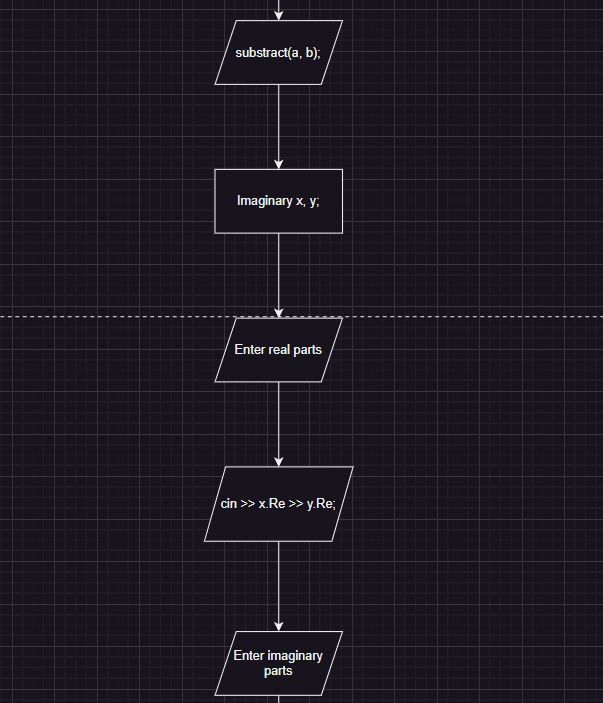 substract(a, b);
Imaginary x, y;
Enter real parts
cin >> x.Re >> y.Re;
Enter imaginary
parts